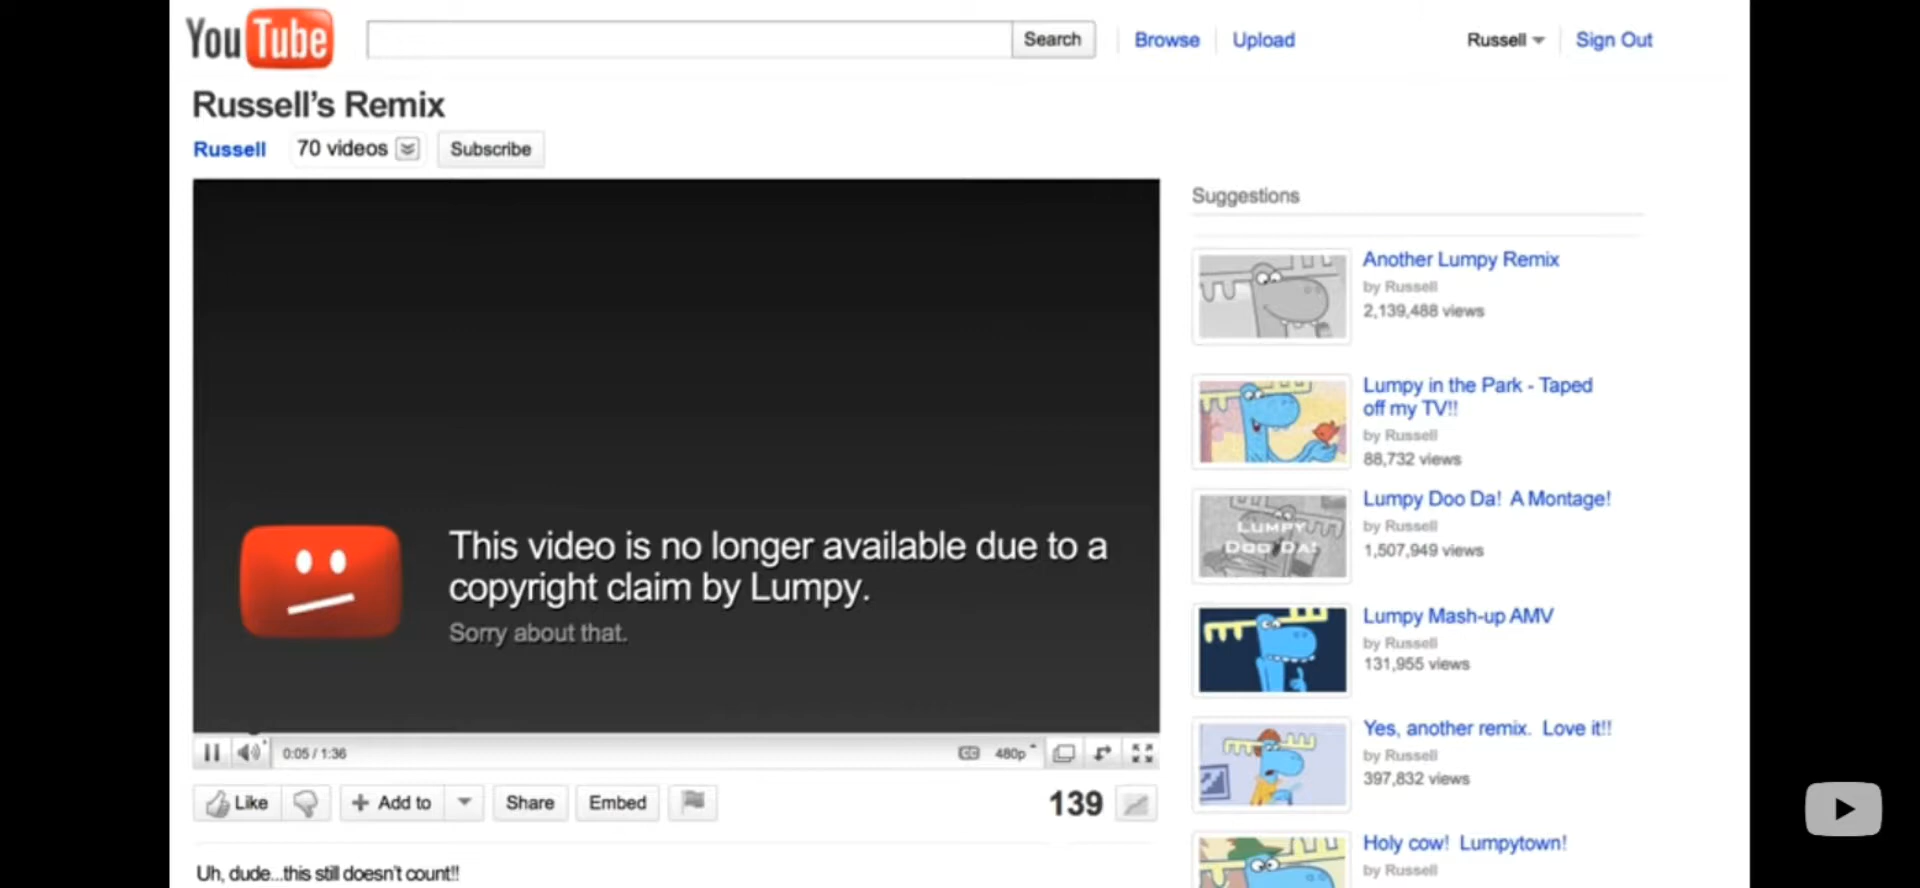 YouTube
Search
Browse
Upload
Russell
Sign Out
Russell's Remix
Russell
70 videos
Subscribe
Suggestions
Another Lumpy Remix
by Russell
2,139,488 views
Lumpy in the Park - Taped
off my TV!!
by Russell
88,732 views
LUMPY
DOO DA!
Lumpy Doo Da! A Montage!
by Russell
1,507,949 views
This video is no longer available due to a
copyright claim by Lumpy.
Sorry about that.
Lumpy Mash-up AMV
by Russell
131,955 views
Yes, another remix. Love it!!
by Russell
397,832 views
0:05 / 1:36
CC
480p
Like
Add to
Share
Embed
139
Holy cow! Lumpytown!
by Russell
Uh, dude...this still doesn't count!!